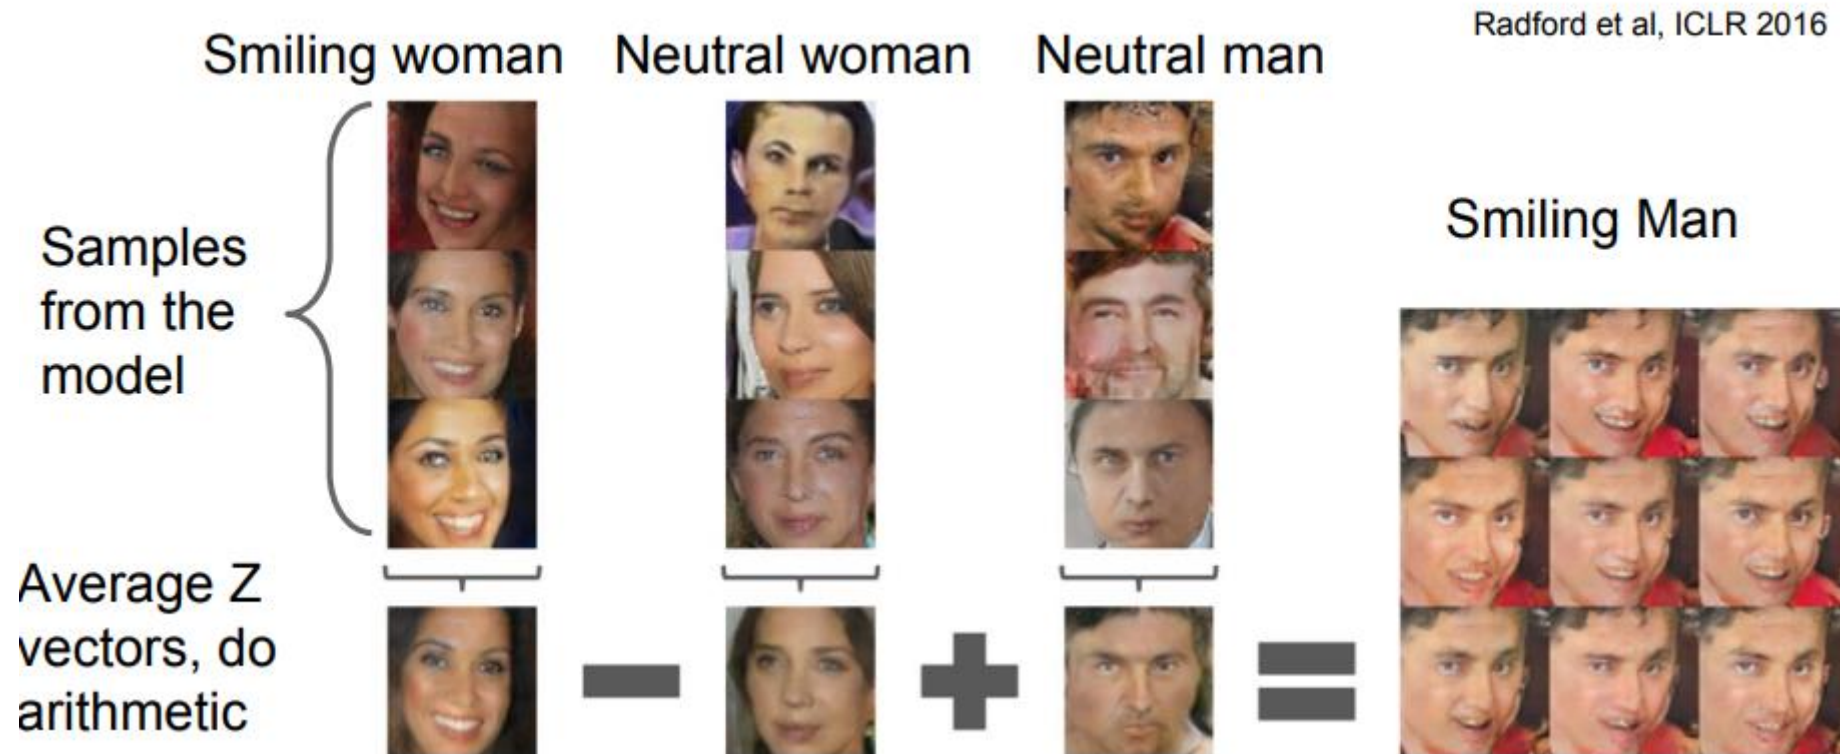 Radford et al, ICLR 2016
Smiling woman
Neutral woman
Neutral man
Samples
from the
model
Smiling Man
Average Z
vectors, do
arithmetic